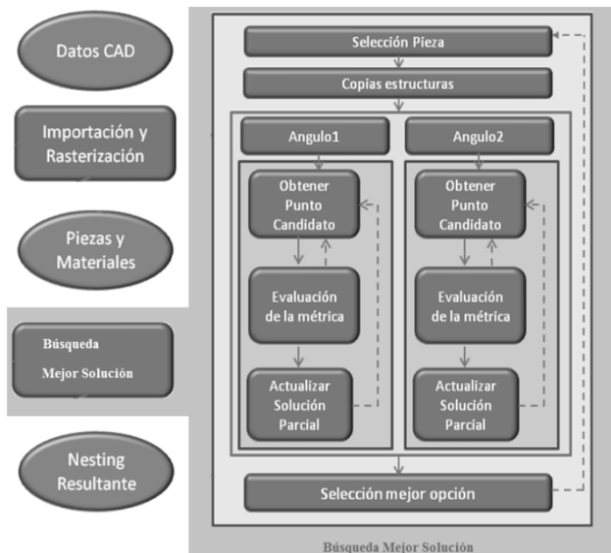 Datos CAD
Importación y
Rasterización
Piezas y
Materiales
Búsqueda
Mejor Solución
Nesting
Resultante
Selección Pieza
Copias estructuras
Angulo1
Obtener
Punto
Candidato
Evaluación
de la métrica
Actualizar
Solución
Parcial
Angulo2
Obtener
Punto
Candidato
Evaluación
de la métrica
Actualizar
Solución
Parcial
Selección mejor opción
Búsqueda Mejor Solución